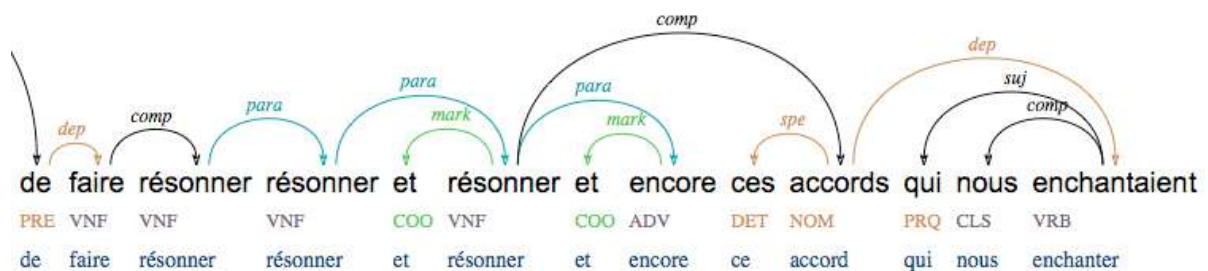 comp
dep
para
suj
para
para
comp
mark
mark
dep
comp
spe
de faire résonner résonner et résonner et encore ces accords qui nous enchantaient
PRE VNF VNF VNF COO VNF COO ADV DET NOM PRQ CLS VRB
de faire résonner résonner et résonner et encore ce accord qui nous enchanter